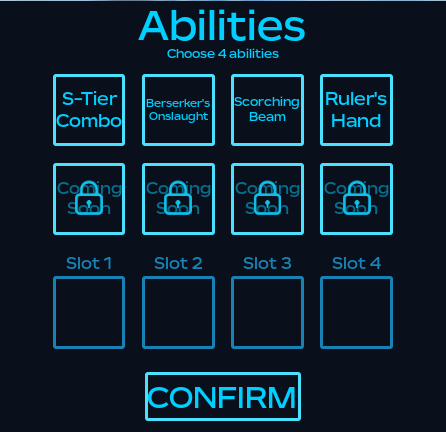 Abilities
Choose 4 abilities
S-Tier Combo
Berserker's Onslaught
Scorching Beam
Ruler's Hand
Coming Soon
Coming Soon
Coming Soon
Coming Soon
Slot 1 Slot 2 Slot 3 Slot 4
CONFIRM